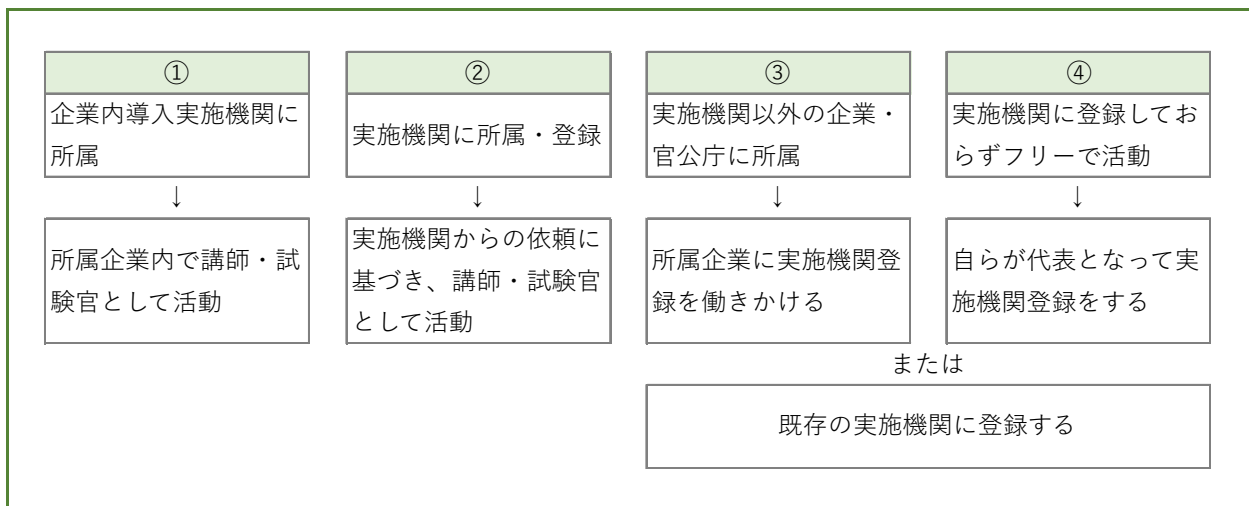 ①
企業内導入実施機関に
所属
↓
所属企業内で講師・試
験官として活動
②
実施機関に所属・登録
↓
実施機関からの依頼に
基づき、講師・試験官
として活動
③
実施機関以外の企業・
官公庁に所属
↓
所属企業に実施機関登
録を働きかける
④
実施機関に登録してお
らずフリーで活動
↓
自らが代表となって実
施機関登録をする
または
既存の実施機関に登録する